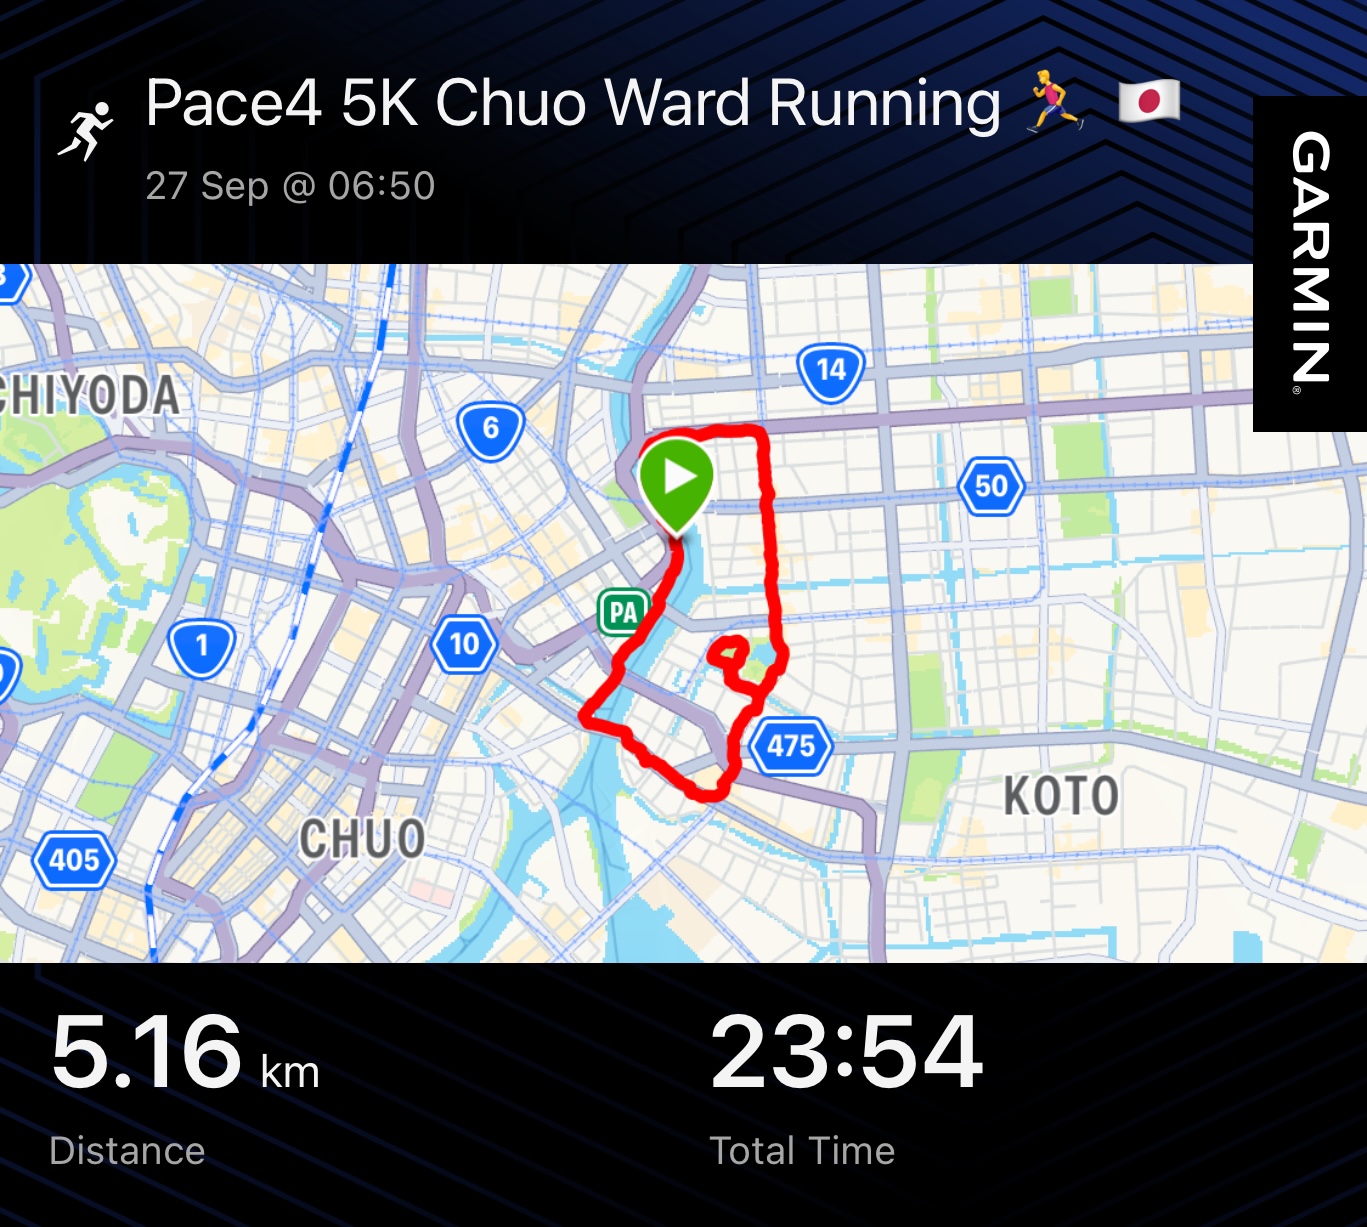 Pace4 5K Chuo Ward Running 🏃 🇯🇵
27 Sep @ 06:50
GARMIN®
CHIYODA
14
6
50
PA
1
10
475
KOTO
CHUO
405
5.16 km
23:54
Distance
Total Time